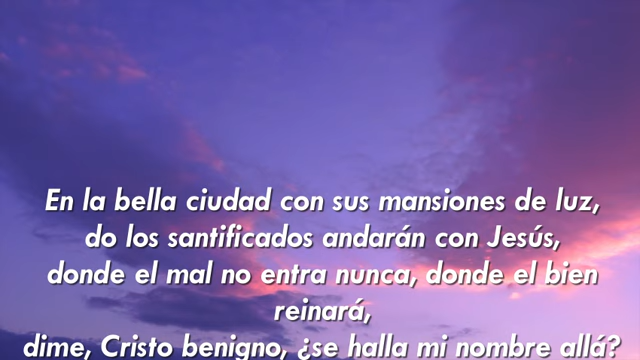 En la bella ciudad con sus mansiones de luz,
do los santificados andarán con Jesús,
donde el mal no entra nunca, donde el bien
reinará,
dime, Cristo benigno, ¿se halla mi nombre allá?